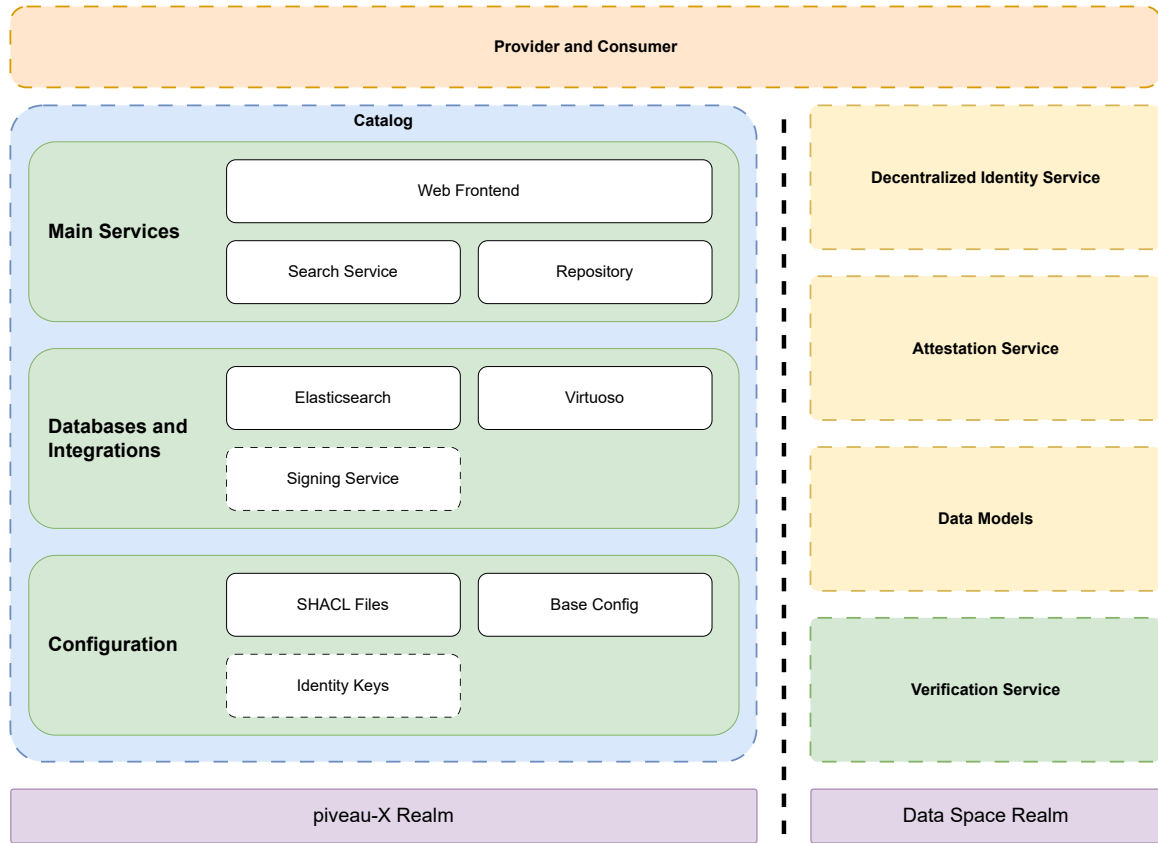 Provider and Consumer
Catalog
Main Services
Web Frontend
Search Service
Repository
Databases and
Integrations
Elasticsearch
Virtuoso
Signing Service
Configuration
SHACL Files
Base Config
Identity Keys
piveau-X Realm
Decentralized Identity Service
Attestation Service
Data Models
Verification Service
Data Space Realm